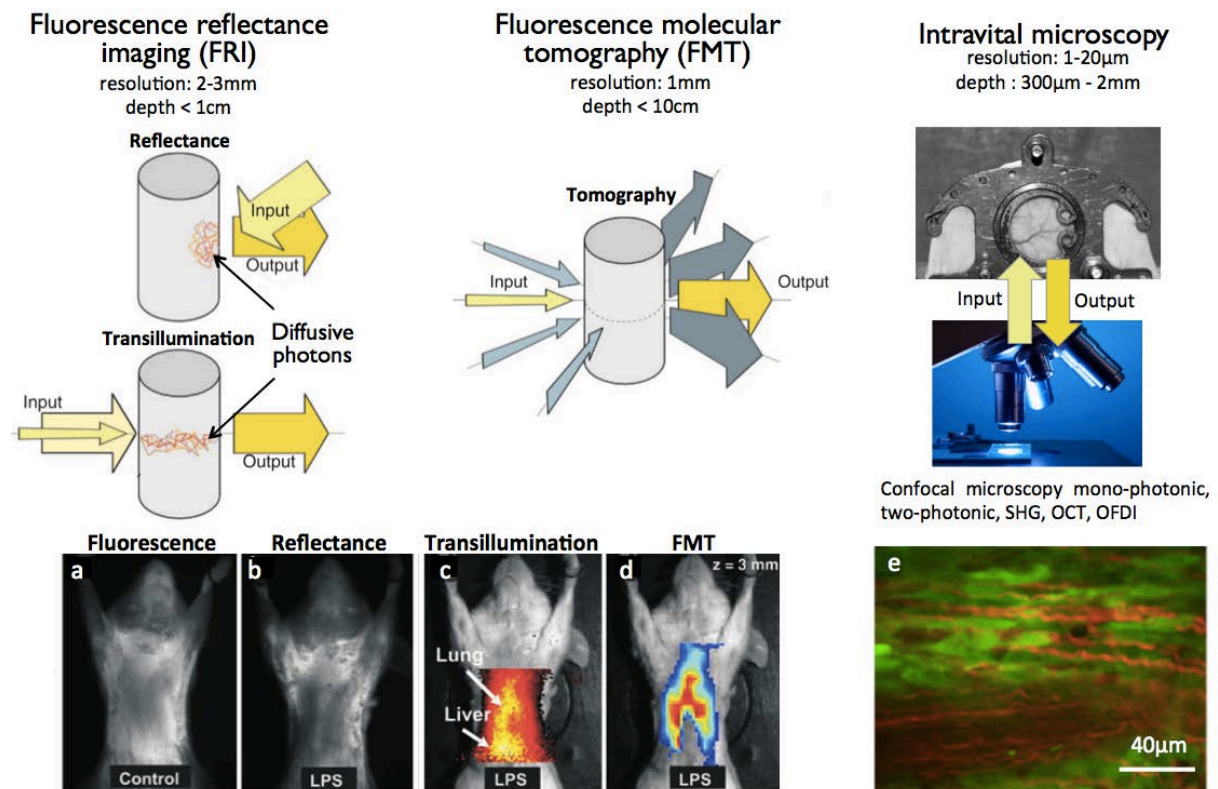 Fluorescence reflectance
imaging (FRI)
resolution: 2-3mm
depth < 1cm
Reflectance
Input
Output
Transillumination
Diffusive
photons
Input
Output
Fluorescence molecular
tomography (FMT)
resolution: 1mm
depth < 10cm
Tomography
Input
Output
Intravital microscopy
resolution: 1-20µm
depth : 300µm - 2mm
Input
Output
Confocal microscopy mono-photonic,
two-photonic, SHG, OCT, OFDI
Fluorescence
Reflectance
Transillumination
FMT
a
b
c
d
z = 3 mm
Lung
Liver
Control
LPS
LPS
LPS
e
40µm